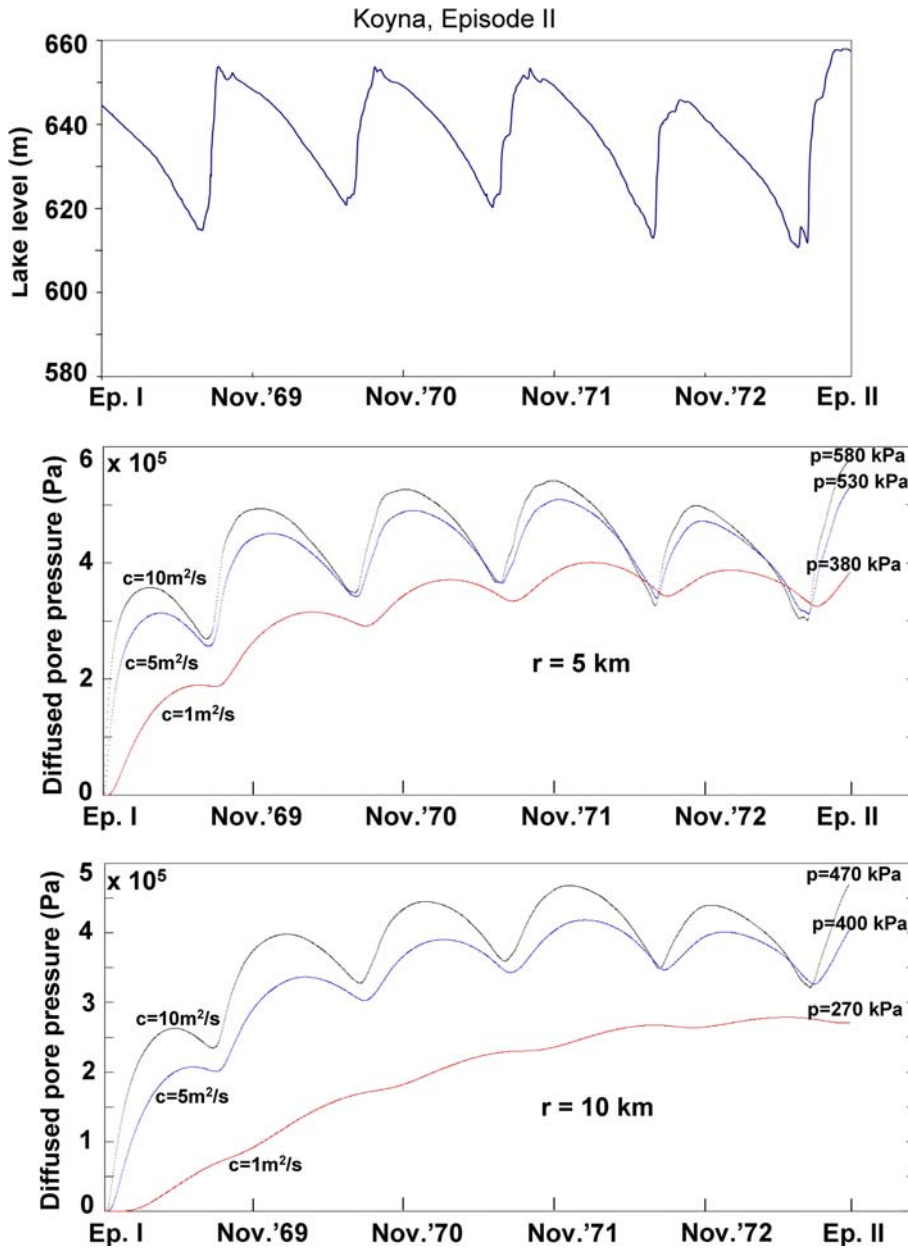 Koyna, Episode II
Lake level (m)
660
640
620
600
580
Ep. I Nov.'69 Nov.'70 Nov.'71 Nov.'72 Ep. II
Diffused pore pressure (Pa)
6
x 10⁵
p=580 kPa
p=530 kPa
4
c=10m²/s
p=380 kPa
c=5m²/s
r = 5 km
2
c=1m²/s
0
Ep. I Nov.'69 Nov.'70 Nov.'71 Nov.'72 Ep. II
Diffused pore pressure (Pa)
5
x 10⁵
p=470 kPa
4
p=400 kPa
3
c=10m²/s
p=270 kPa
2
c=5m²/s
r = 10 km
1
c=1m²/s
0
Ep. I Nov.'69 Nov.'70 Nov.'71 Nov.'72 Ep. II